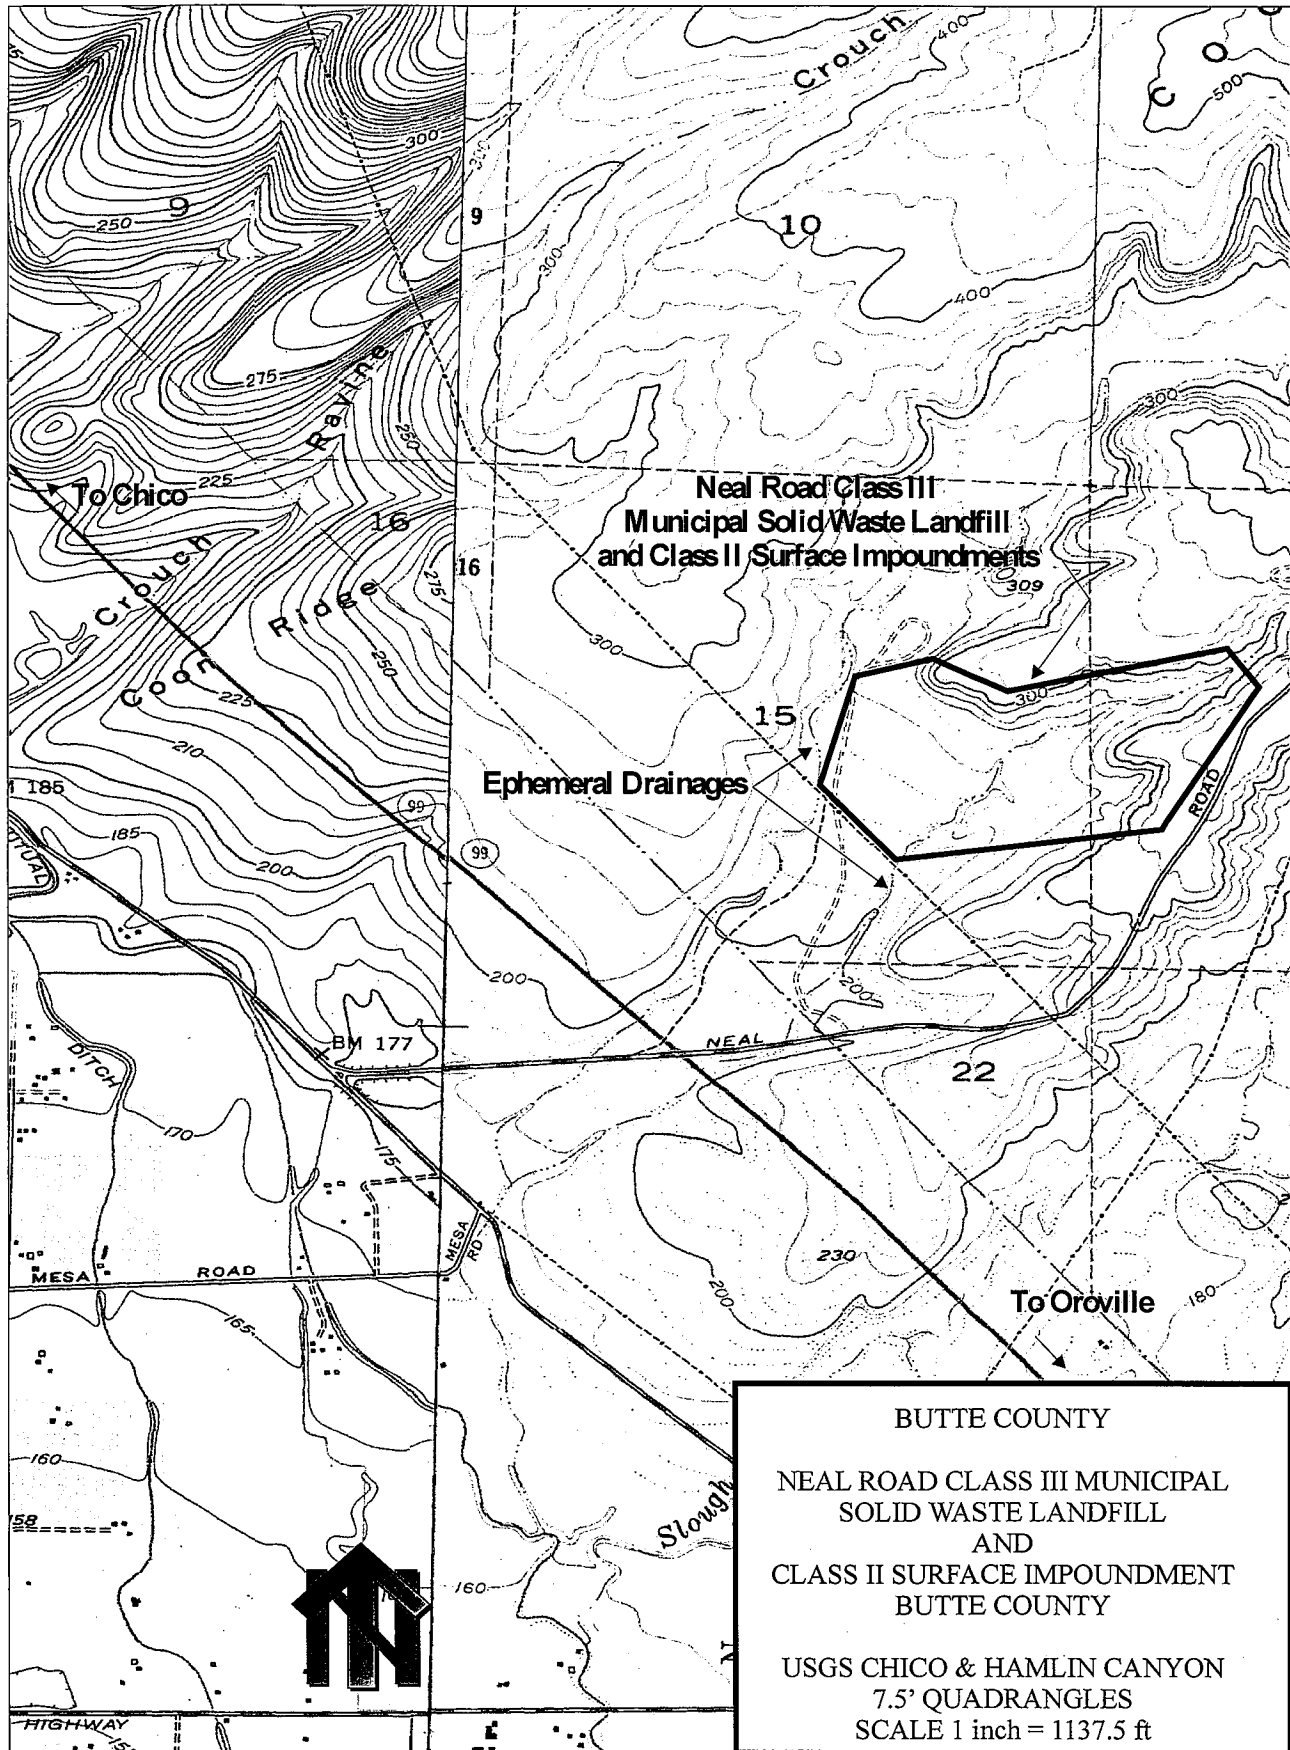 Crouch
400
500
300
300
9
9
250
10
300
400
275
Ravine
250
300
225
To Chico
16
Neal Road Class III
Municipal Solid Waste Landfill
and Class II Surface Impoundments
16
275
309
Crouch
Ridge
Coon
250
300
225
300
15
210
Ephemeral Drainages
ROAD
185
99
185
99
200
200
200
DITCH
BM 177
NEAL
22
170
175
MESA RD
230
MESA ROAD
200
180
To Oroville
165
160
158
Slough
160
N
HIGHWAY
BUTTE COUNTY
NEAL ROAD CLASS III MUNICIPAL
SOLID WASTE LANDFILL
AND
CLASS II SURFACE IMPOUNDMENT
BUTTE COUNTY
USGS CHICO & HAMLIN CANYON
7.5' QUADRANGLES
SCALE 1 inch = 1137.5 ft